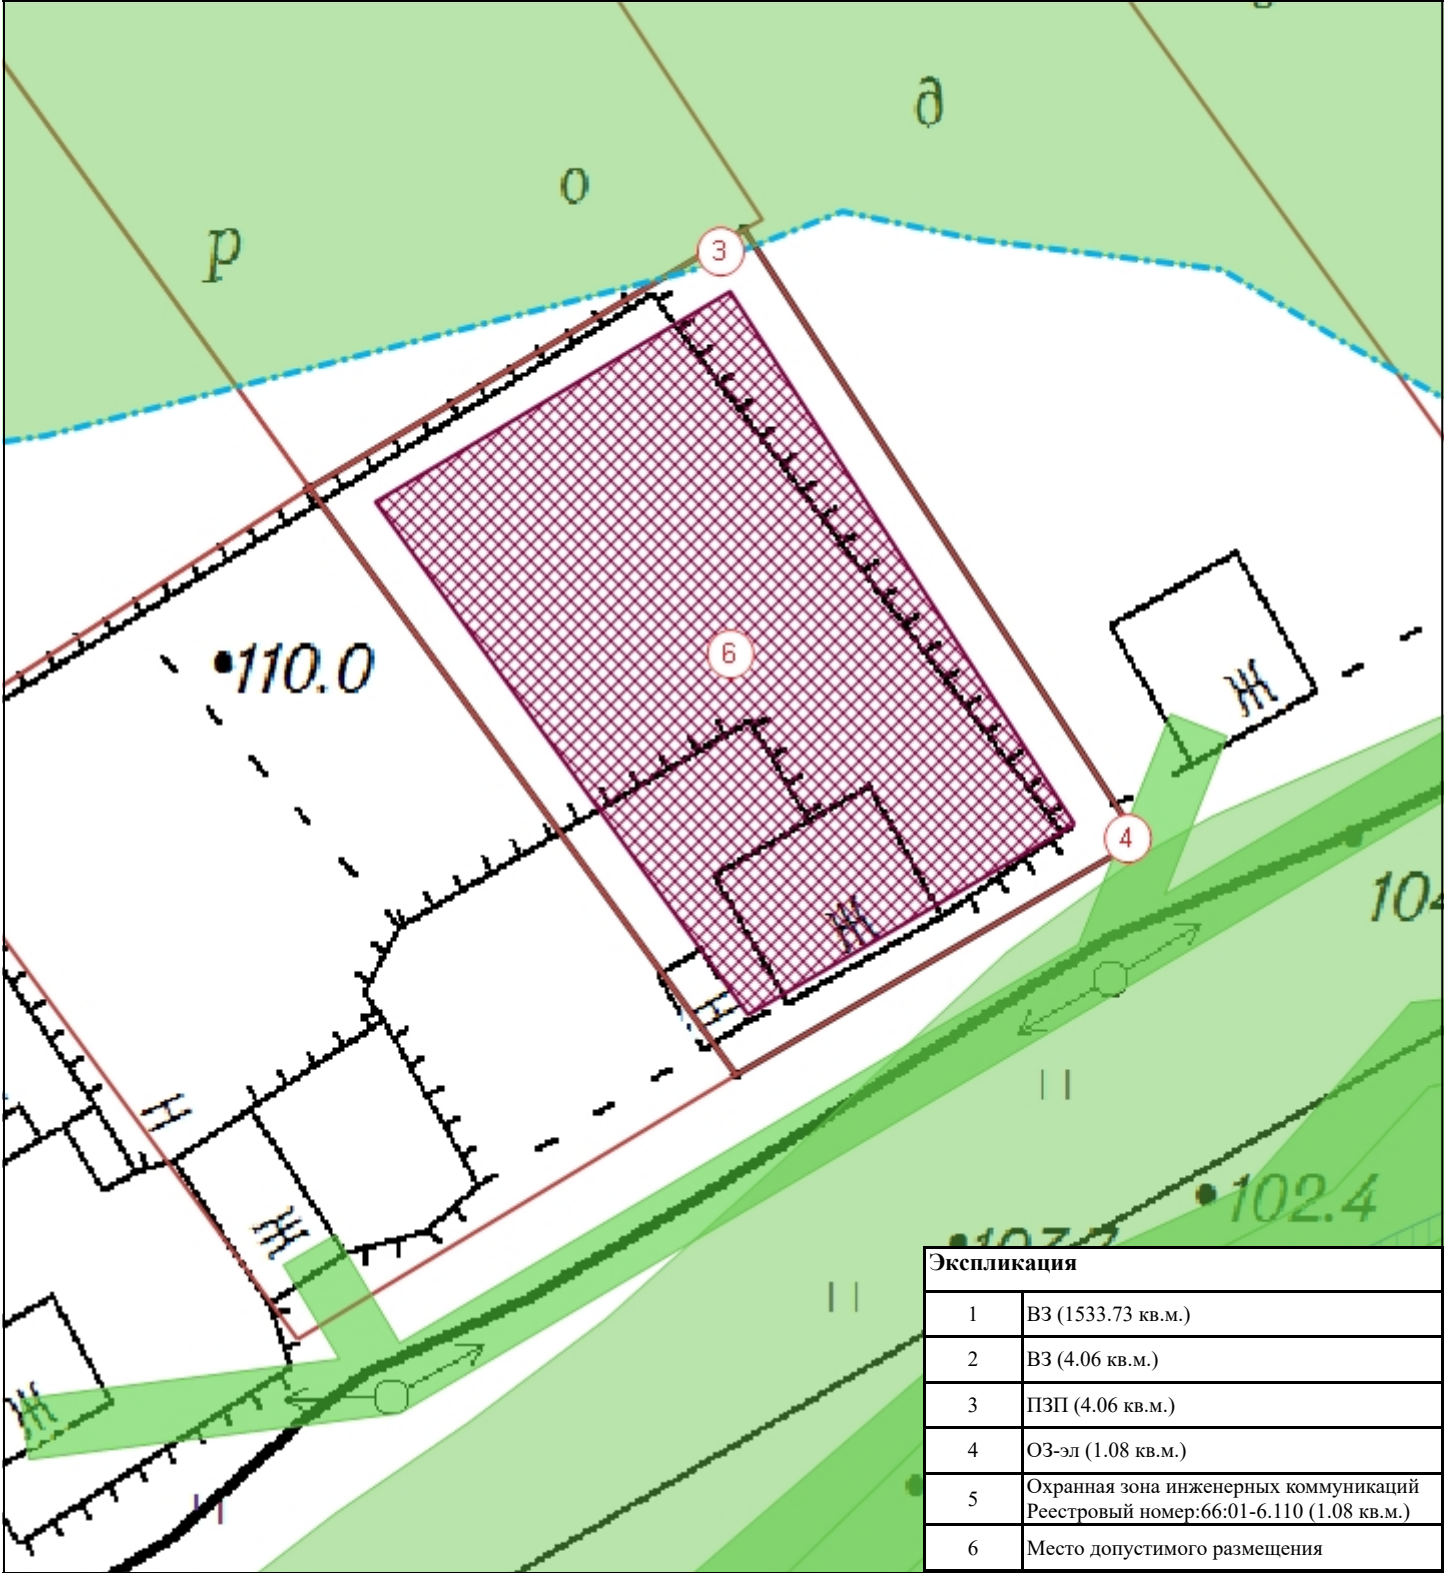 д
о
р
3
110.0
6
Ж
4
104
Ж
Н
Н
102.4
Ж
Ж
Экспликация
1 ВЗ (1533.73 кв.м.)
2 ВЗ (4.06 кв.м.)
3 ПЗП (4.06 кв.м.)
4 ОЗ-эл (1.08 кв.м.)
5 Охранная зона инженерных коммуникаций
Реестровый номер:66:01-6.110 (1.08 кв.м.)
6 Место допустимого размещения